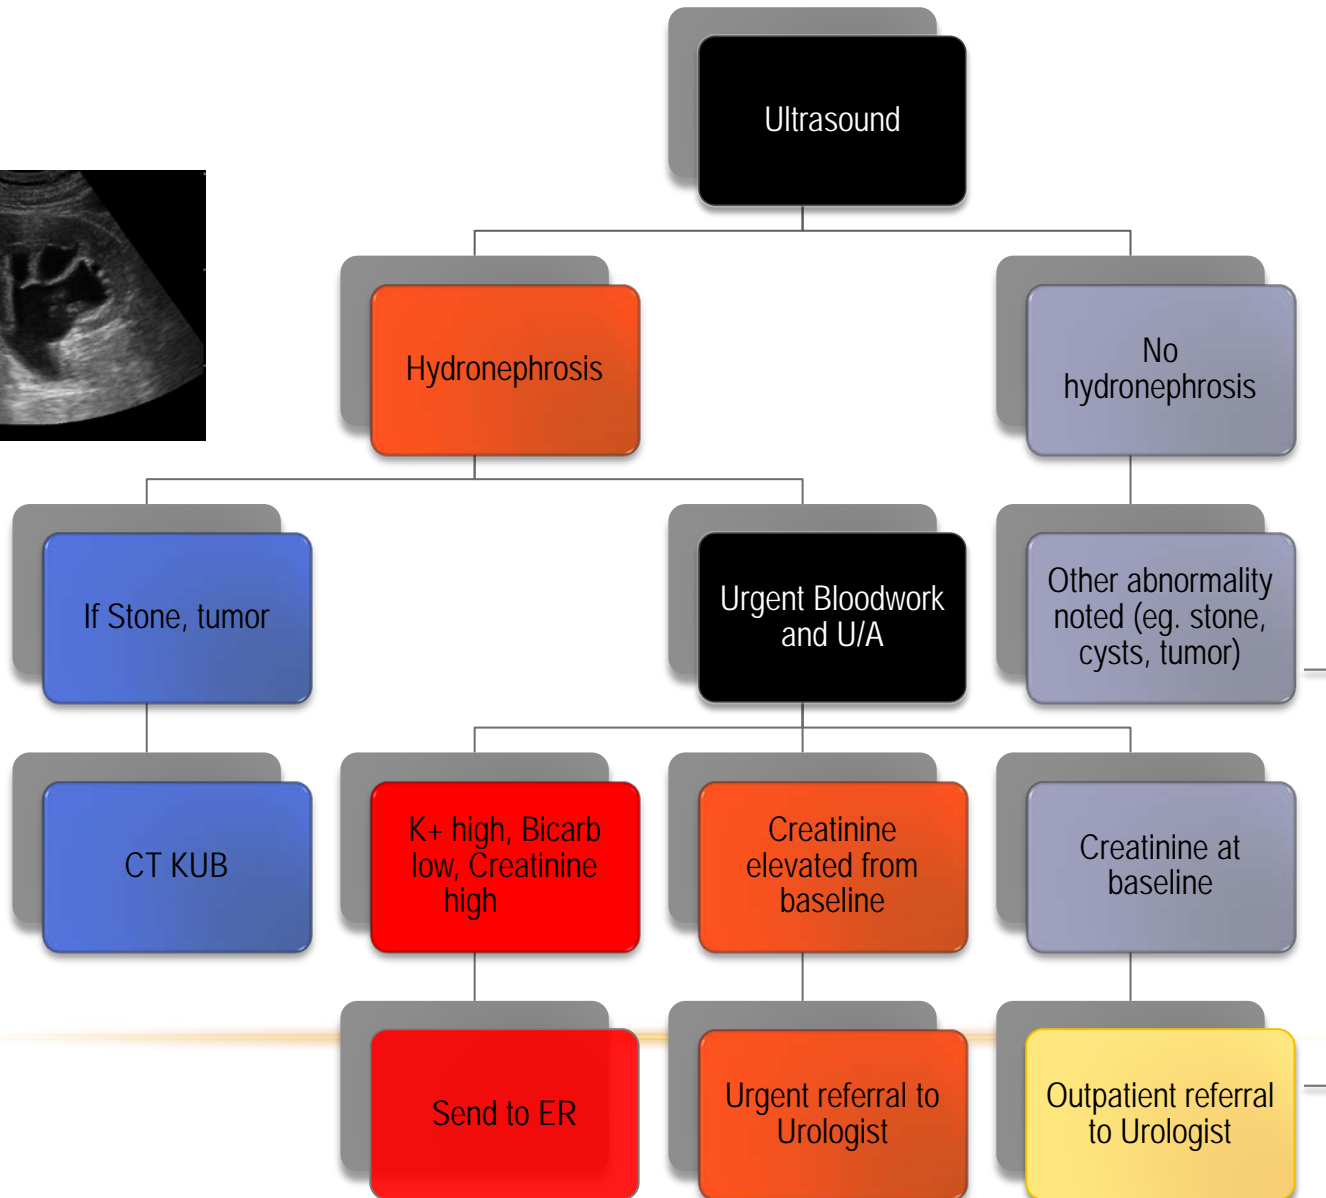 Ultrasound
Hydronephrosis
No
hydronephrosis
If Stone, tumor
Urgent Bloodwork
and U/A
Other abnormality
noted (eg. stone,
cysts, tumor)
CT KUB
K+ high, Bicarb
low, Creatinine
high
Creatinine
elevated from
baseline
Creatinine at
baseline
Send to ER
Urgent referral to
Urologist
Outpatient referral
to Urologist